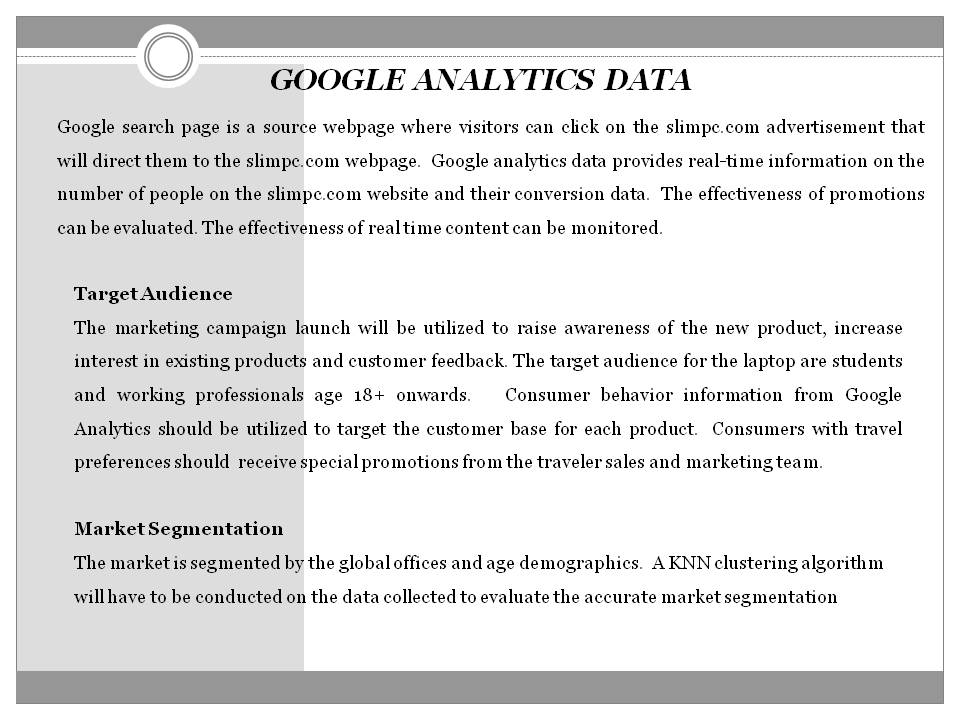 GOOGLE ANALYTICS DATA
Google search page is a source webpage where visitors can click on the slimpc.com advertisement that
will direct them to the slimpc.com webpage. Google analytics data provides real-time information on the
number of people on the slimpc.com website and their conversion data. The effectiveness of promotions
can be evaluated. The effectiveness of real time content can be monitored.
Target Audience
The marketing campaign launch will be utilized to raise awareness of the new product, increase
interest in existing products and customer feedback. The target audience for the laptop are students
and working professionals age 18+ onwards. Consumer behavior information from Google
Analytics should be utilized to target the customer base for each product. Consumers with travel
preferences should receive special promotions from the traveler sales and marketing team.
Market Segmentation
The market is segmented by the global offices and age demographics. A KNN clustering algorithm
will have to be conducted on the data collected to evaluate the accurate market segmentation